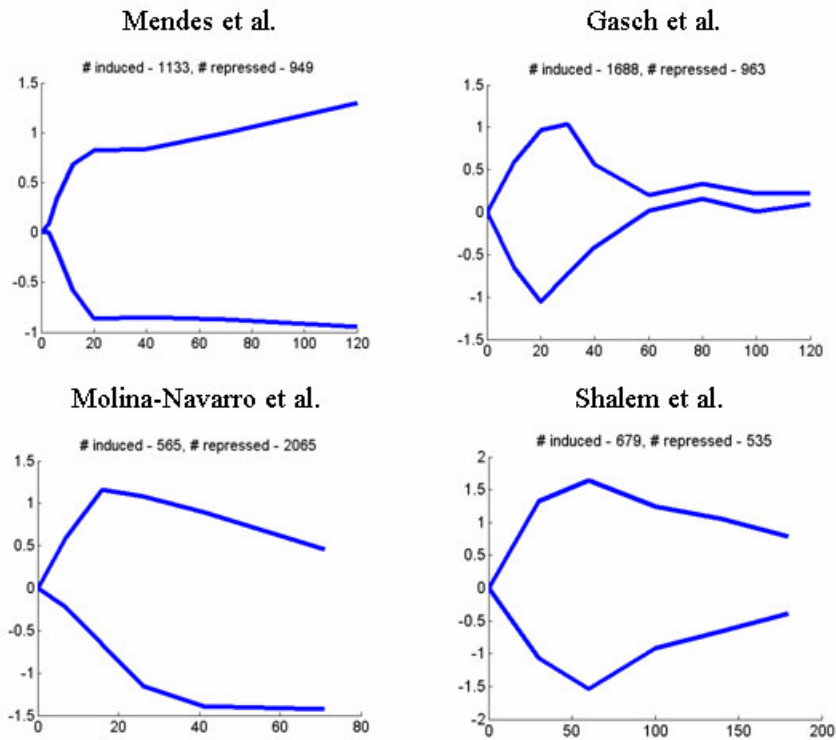 Mendes et al.
# induced - 1133, # repressed - 949
1.5
1
0.5
0
-0.5
-1
0 20 40 60 80 100 120
Gasch et al.
# induced - 1688, # repressed - 963
1.5
1
0.5
0
-0.5
-1
-1.5
0 20 40 60 80 100 120
Molina-Navarro et al.
# induced - 565, # repressed - 2065
1.5
1
0.5
0
-0.5
-1
-1.5
0 20 40 60 80
Shalem et al.
# induced - 679, # repressed - 535
2
1.5
1
0.5
0
-0.5
-1
-1.5
-2
0 50 100 150 200